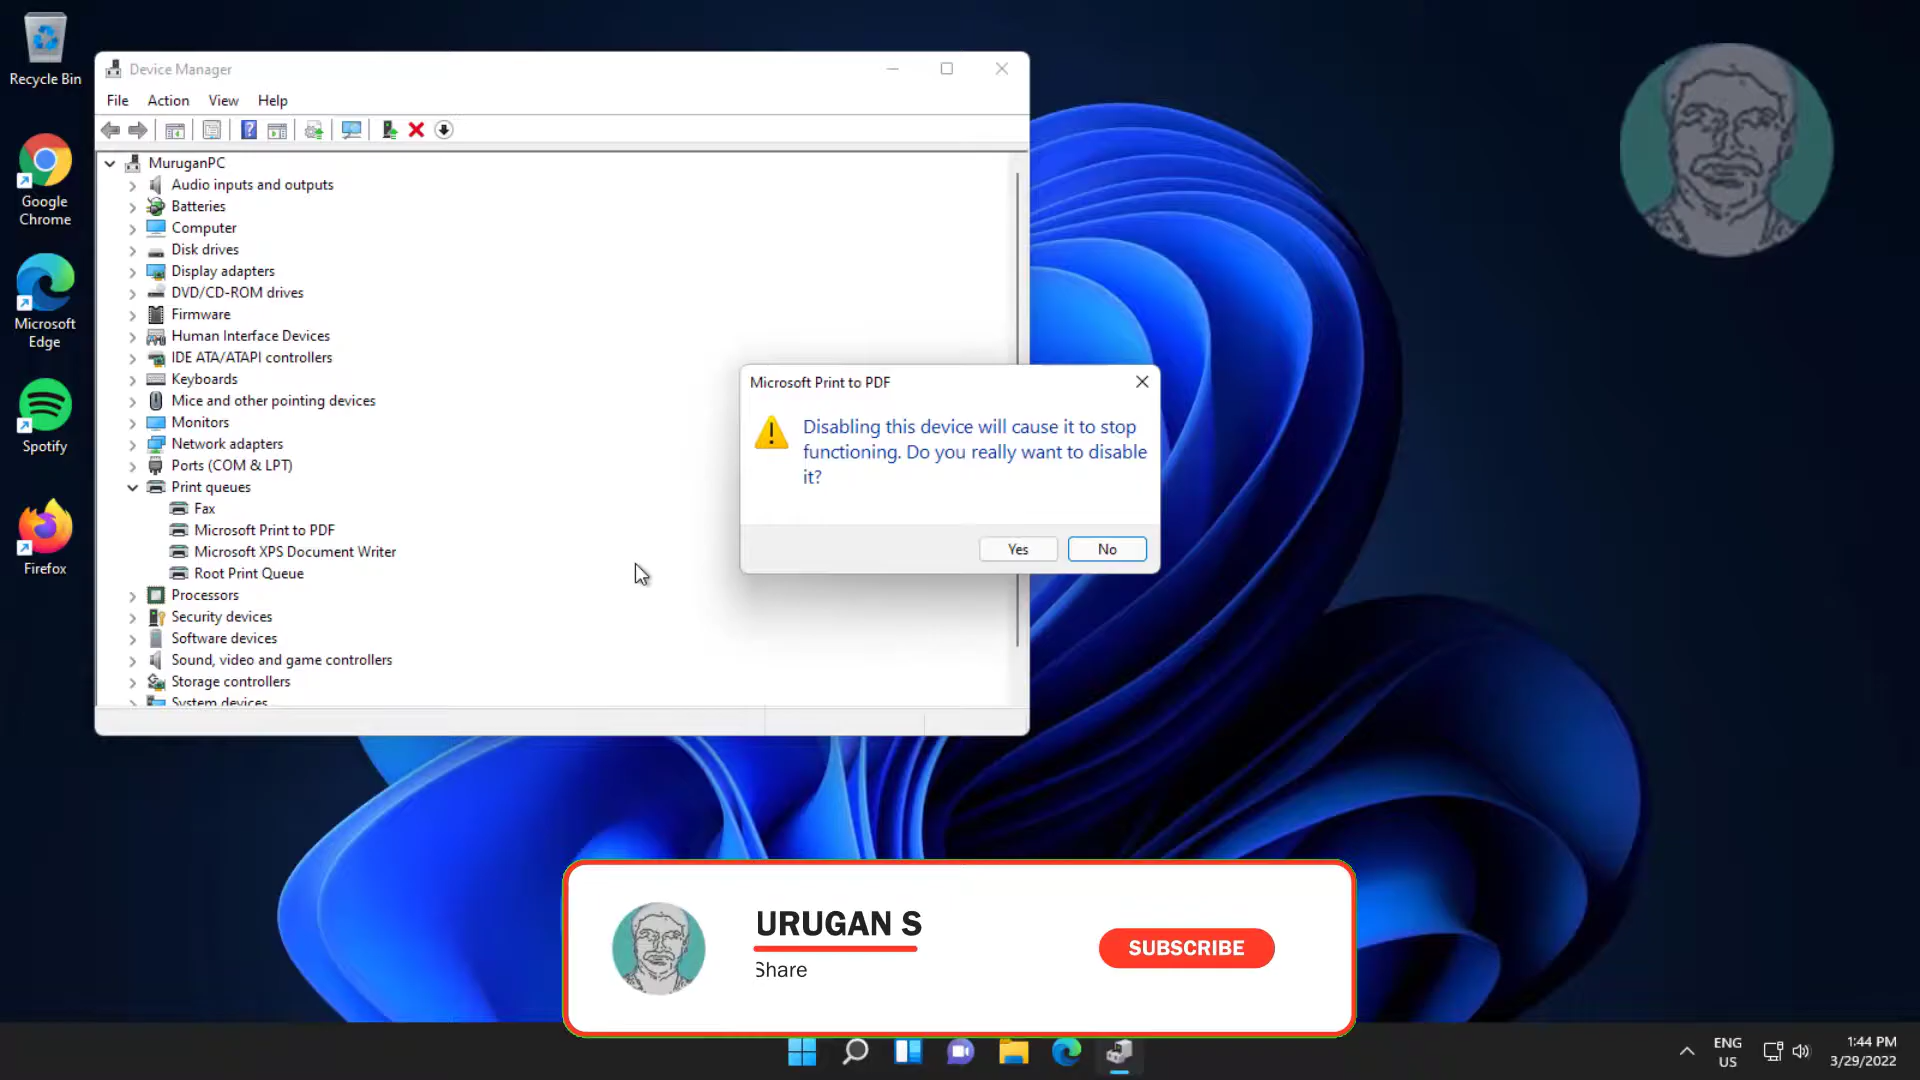 Recycle Bin
Google
Chrome
Microsoft
Edge
Spotify
Firefox
Device Manager
File Action View Help
MuruganPC
Audio inputs and outputs
Batteries
Computer
Disk drives
Display adapters
DVD/CD-ROM drives
Firmware
Human Interface Devices
IDE ATA/ATAPI controllers
Keyboards
Mice and other pointing devices
Monitors
Network adapters
Ports (COM & LPT)
Print queues
Fax
Microsoft Print to PDF
Microsoft XPS Document Writer
Root Print Queue
Processors
Security devices
Software devices
Sound, video and game controllers
Storage controllers
System devices
Microsoft Print to PDF
Disabling this device will cause it to stop
functioning. Do you really want to disable
it?
Yes No
URUGAN S
Share
SUBSCRIBE
ENG
US
1:44 PM
3/29/2022